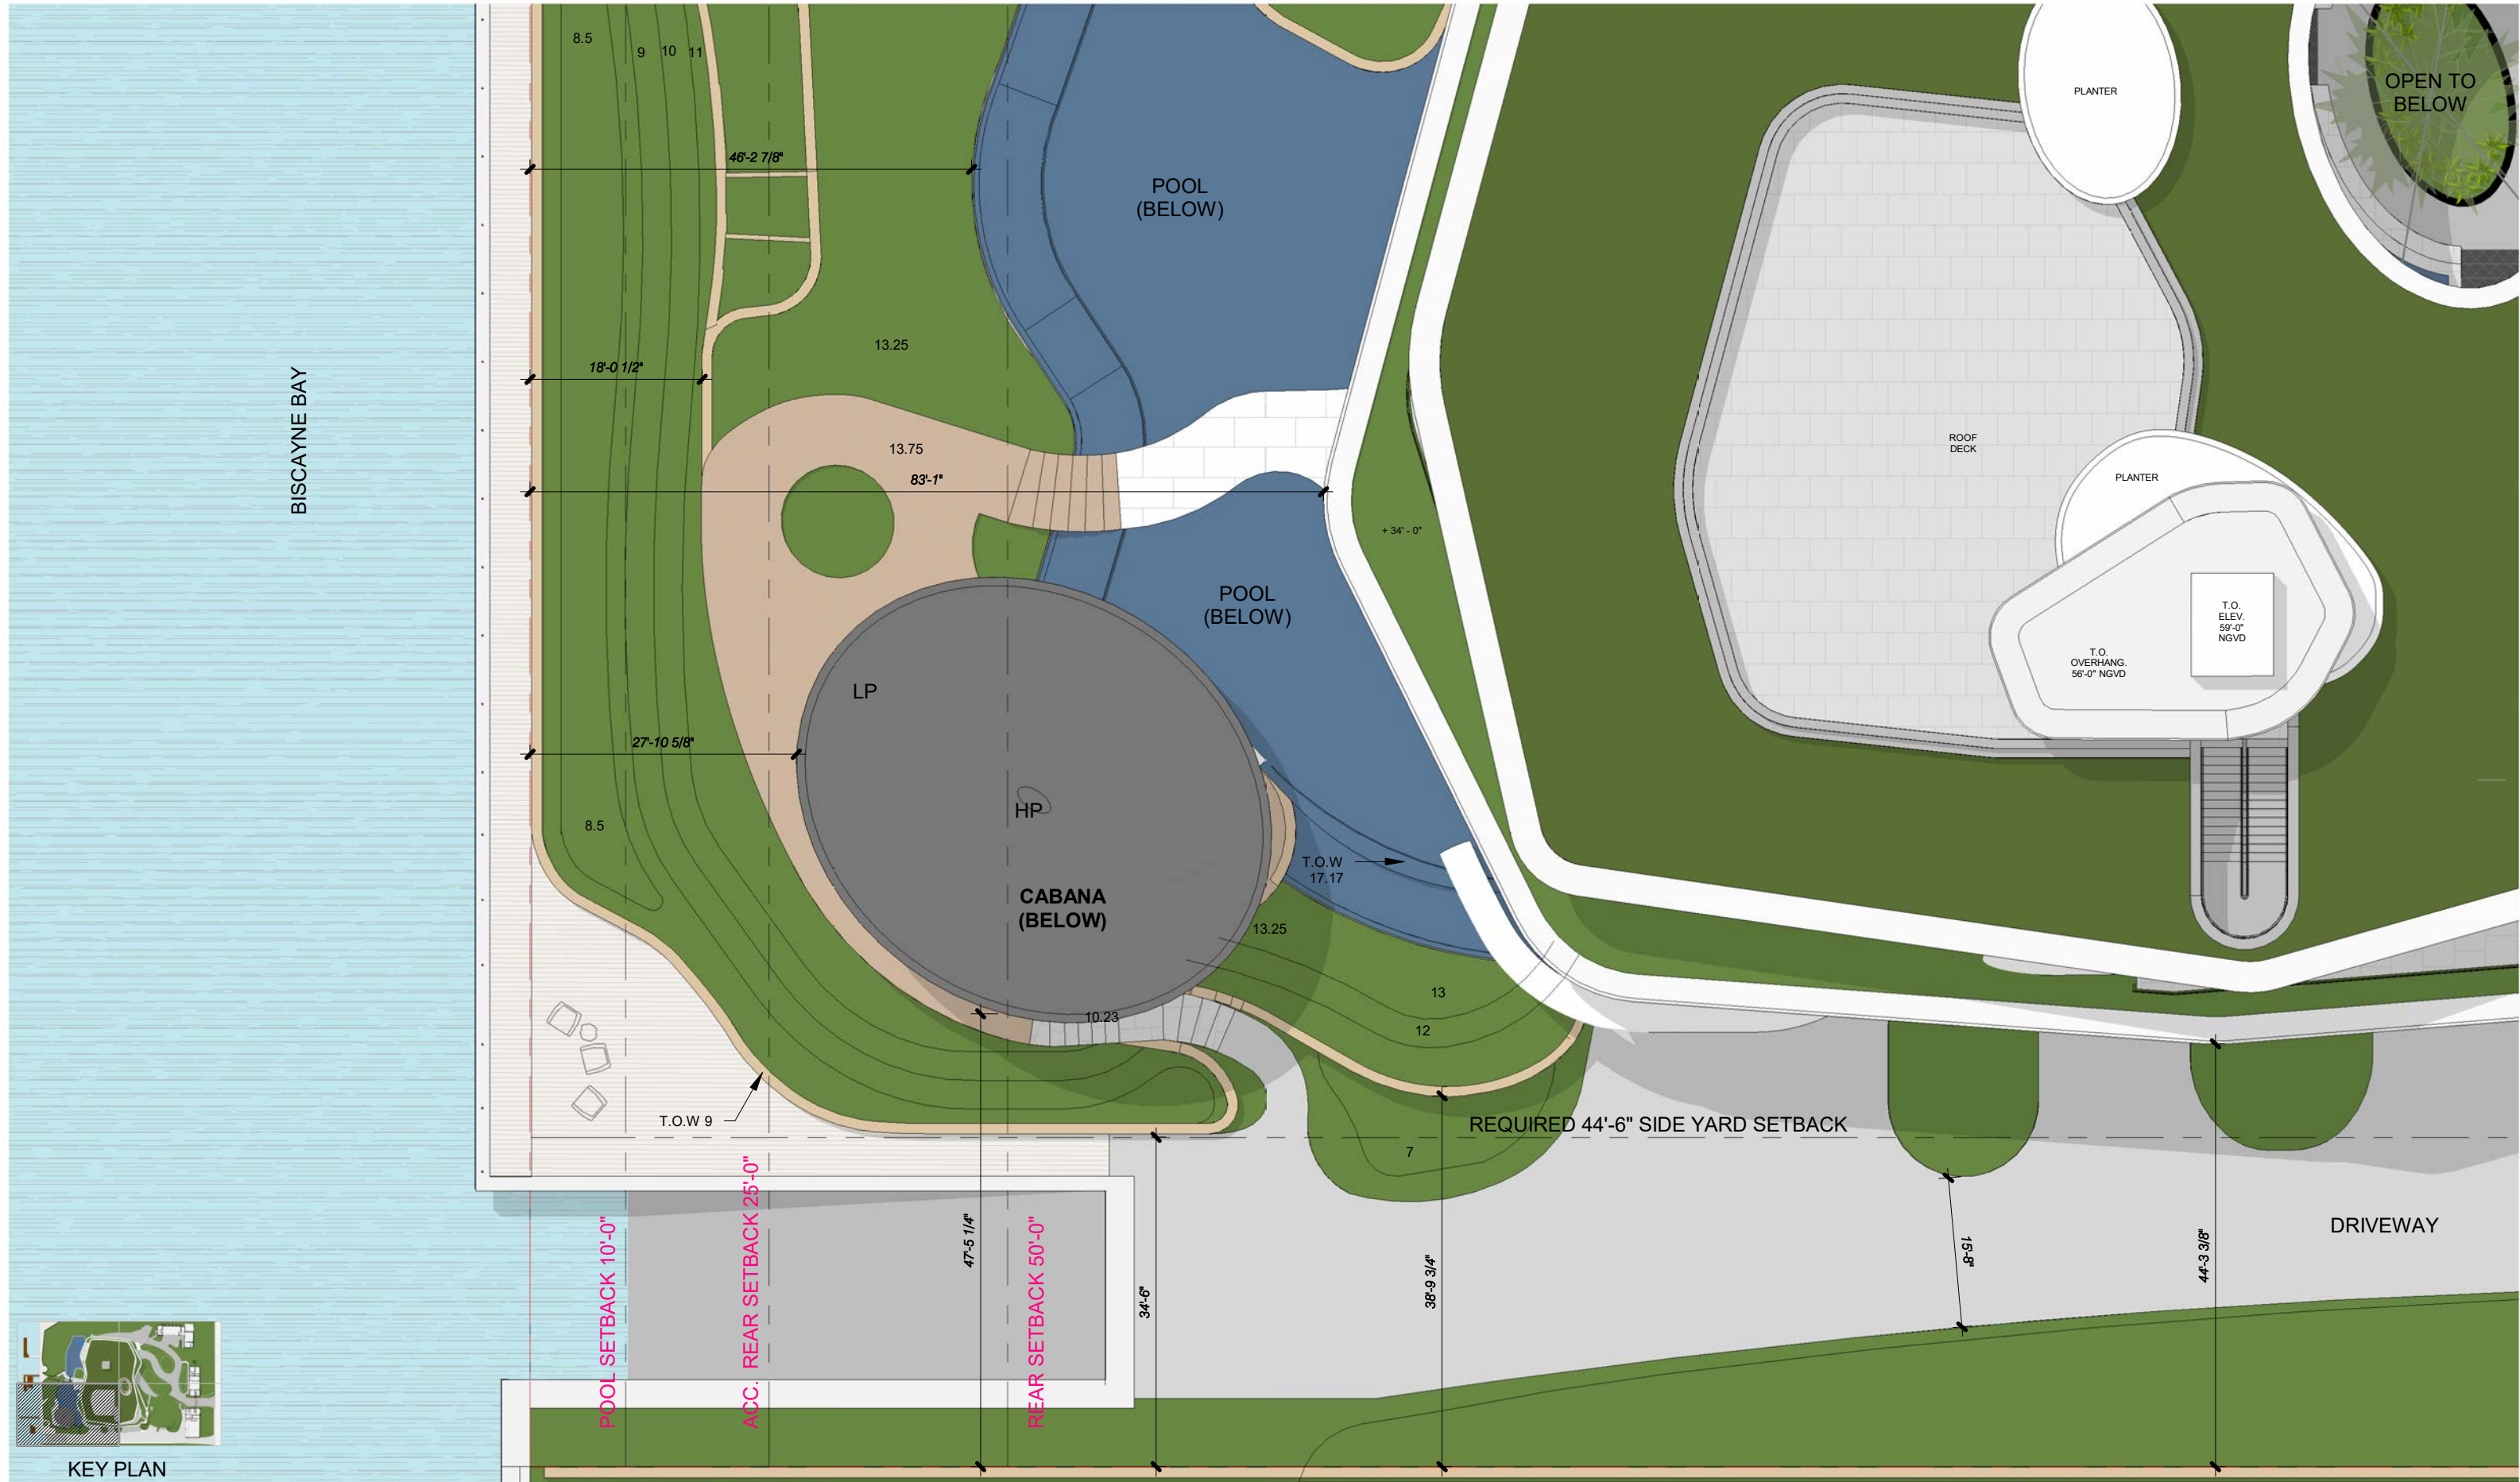 8.5
9
10
11
OPEN TO
BELOW
PLANTER
46'-2 7/8"
POOL
(BELOW)
13.25
18'-0 1/2"
BISCAYNE BAY
13.75
83'-1"
ROOF
DECK
PLANTER
+ 34' - 0"
POOL
(BELOW)
T.O.
ELEV.
59'-0"
NGVD
T.O.
OVERHANG.
56'-0" NGVD
LP
27'-10 5/8"
HP
8.5
T.O.W
17.17
CABANA
(BELOW)
13.25
13
10.23
12
T.O.W 9
REQUIRED 44'-6" SIDE YARD SETBACK
7
POOL SETBACK 10'-0"
ACC. REAR SETBACK 25'-0"
47'-5 1/4"
REAR SETBACK 50'-0"
34'-6"
38'-9 3/4"
15'-8"
44'-3 3/8"
DRIVEWAY
KEY PLAN